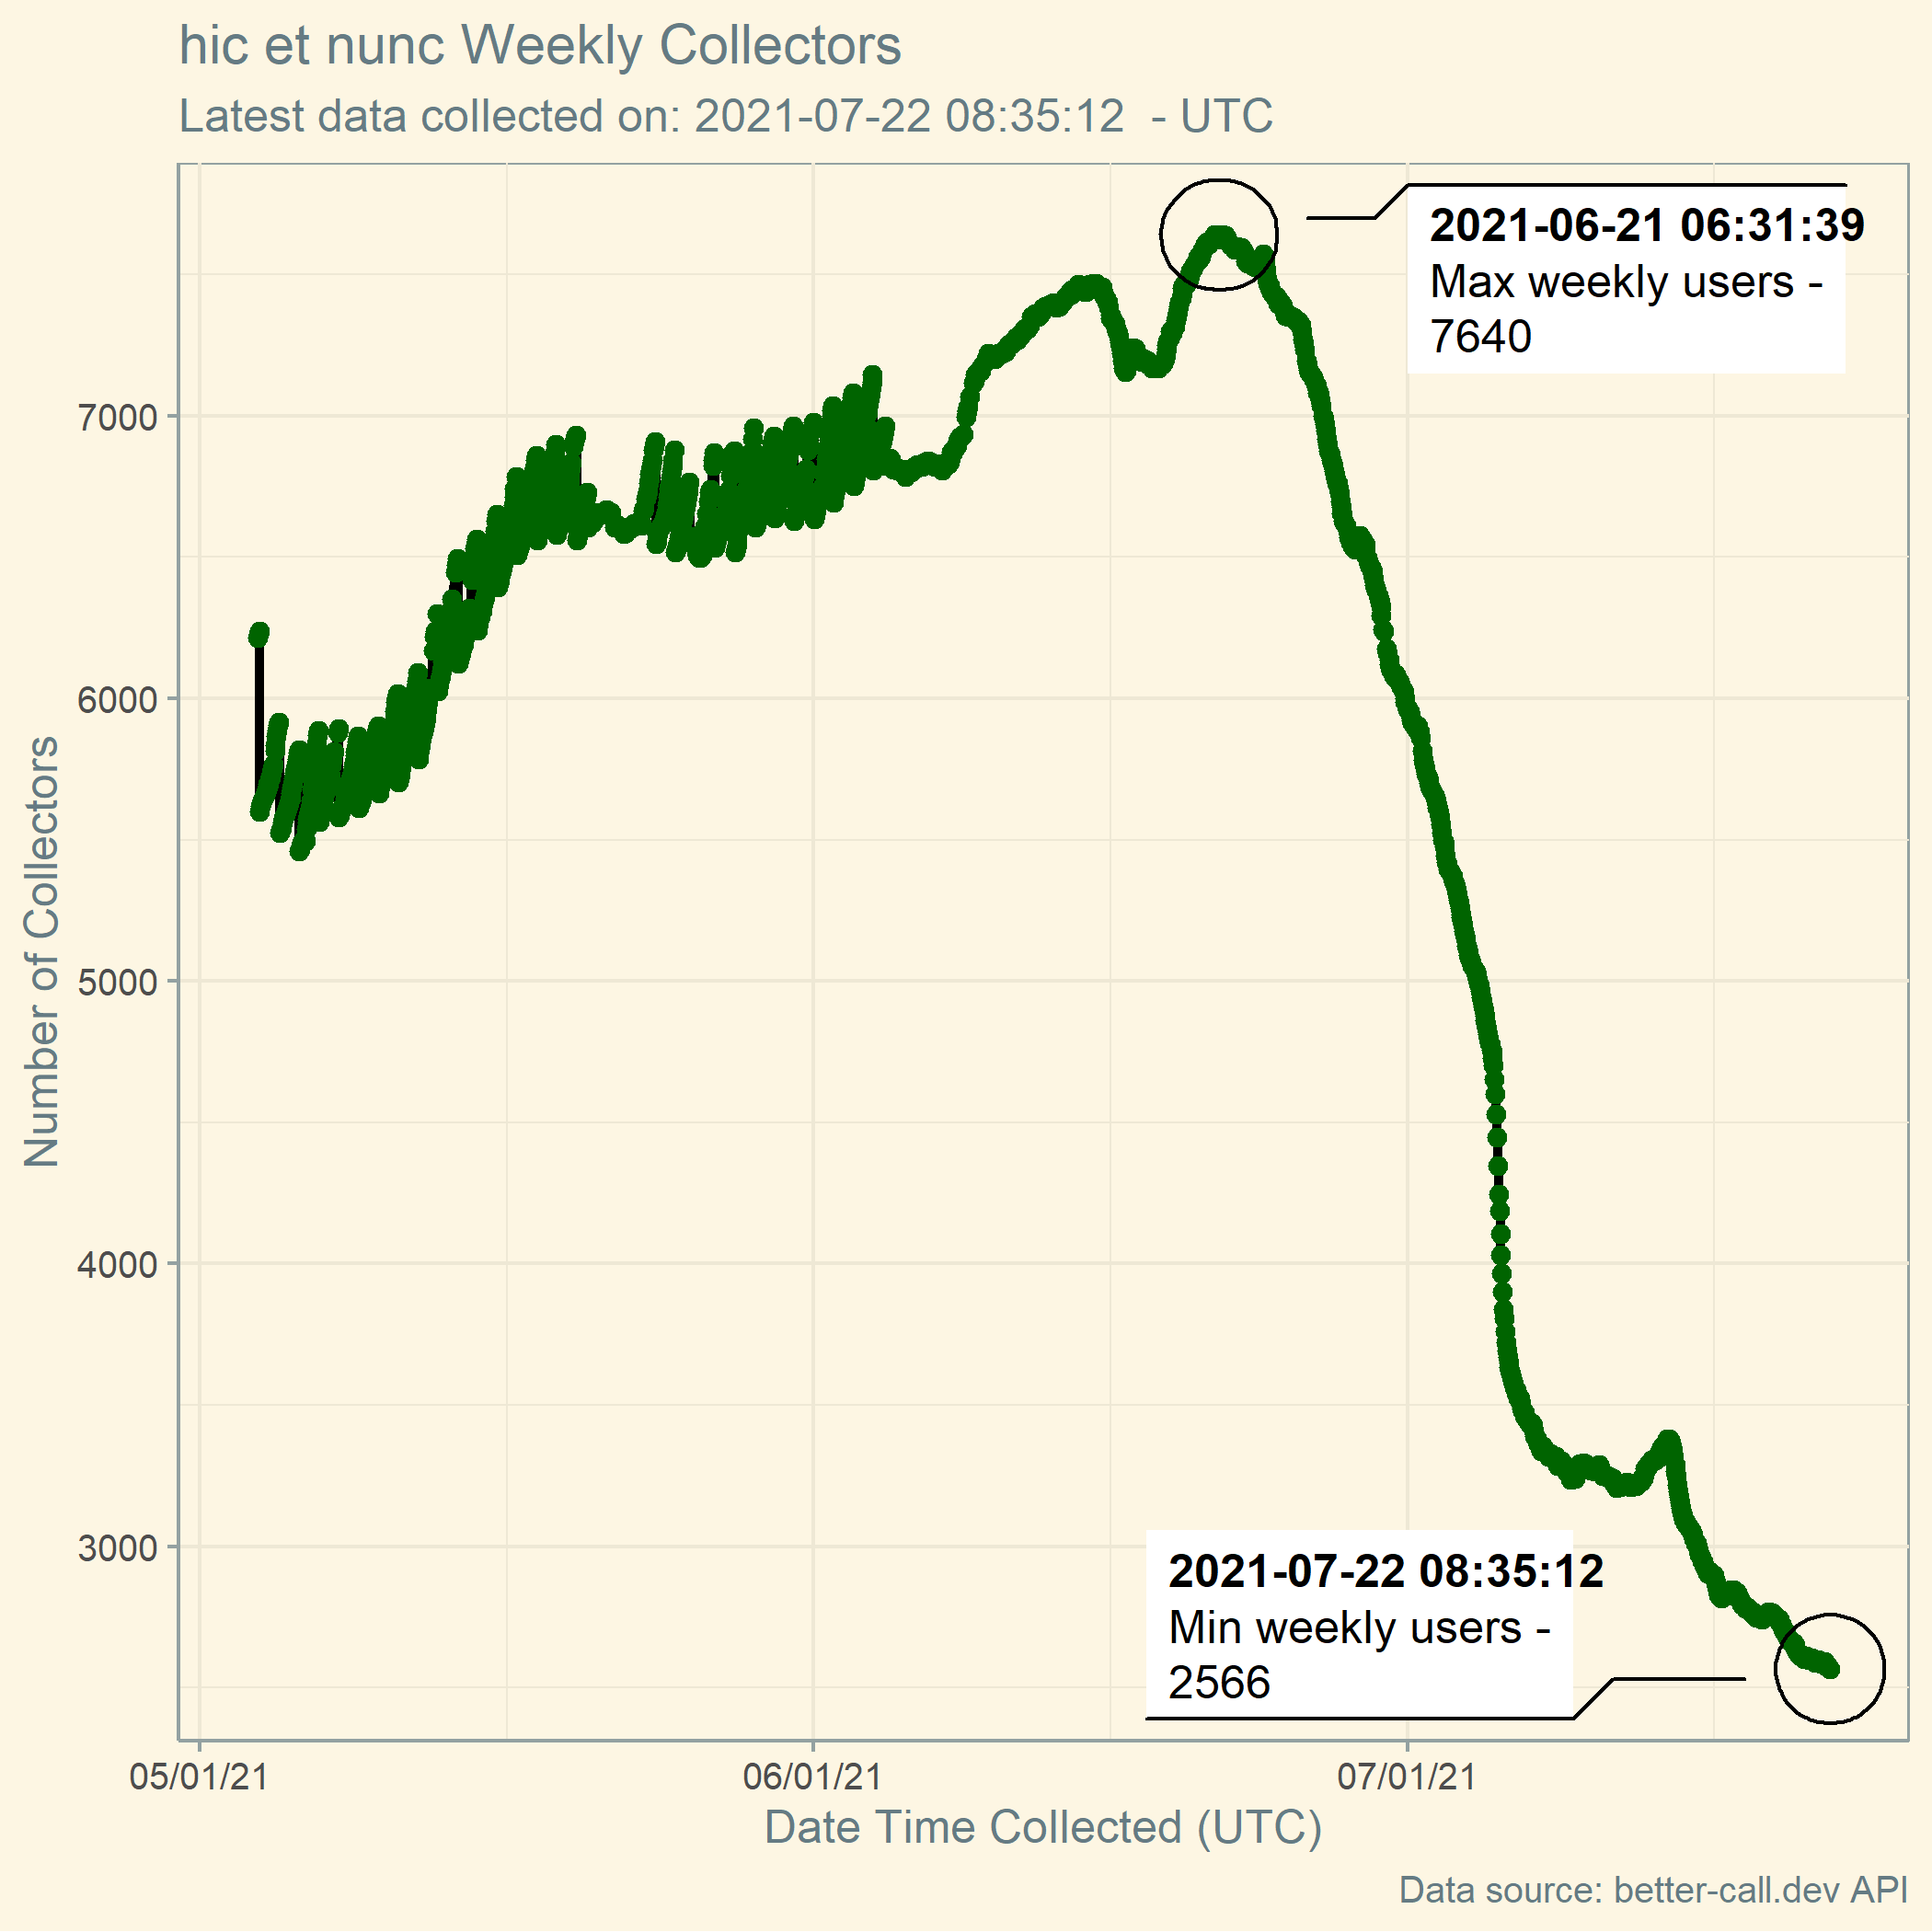 hic et nunc Weekly Collectors
Latest data collected on: 2021-07-22 08:35:12  - UTC
2021-06-21 06:31:39
Max weekly users -
7640
7000
6000
5000
4000
3000
Number of Collectors
2021-07-22 08:35:12
Min weekly users -
2566
05/01/21
06/01/21
07/01/21
Date Time Collected (UTC)
Data source: better-call.dev API